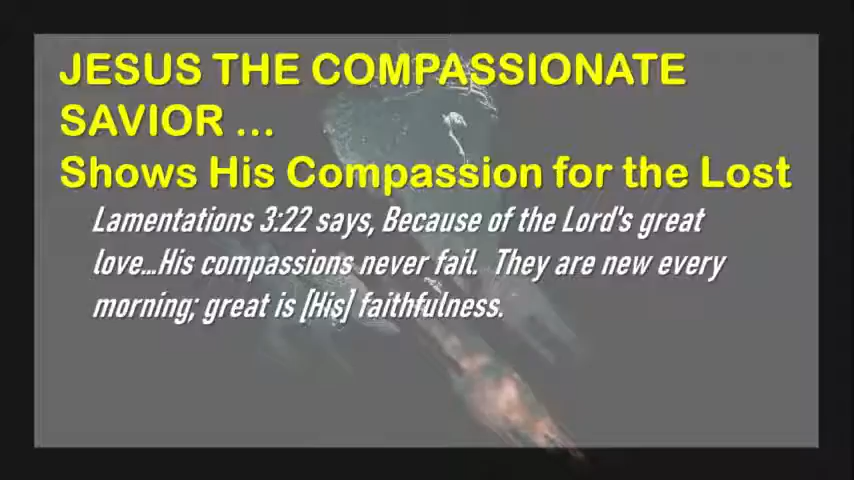 JESUS THE COMPASSIONATE
SAVIOR ...
Shows His Compassion for the Lost
Lamentations 3:22 says, Because of the Lord's great
love...His compassions never fail. They are new every
morning; great is [His] faithfulness.